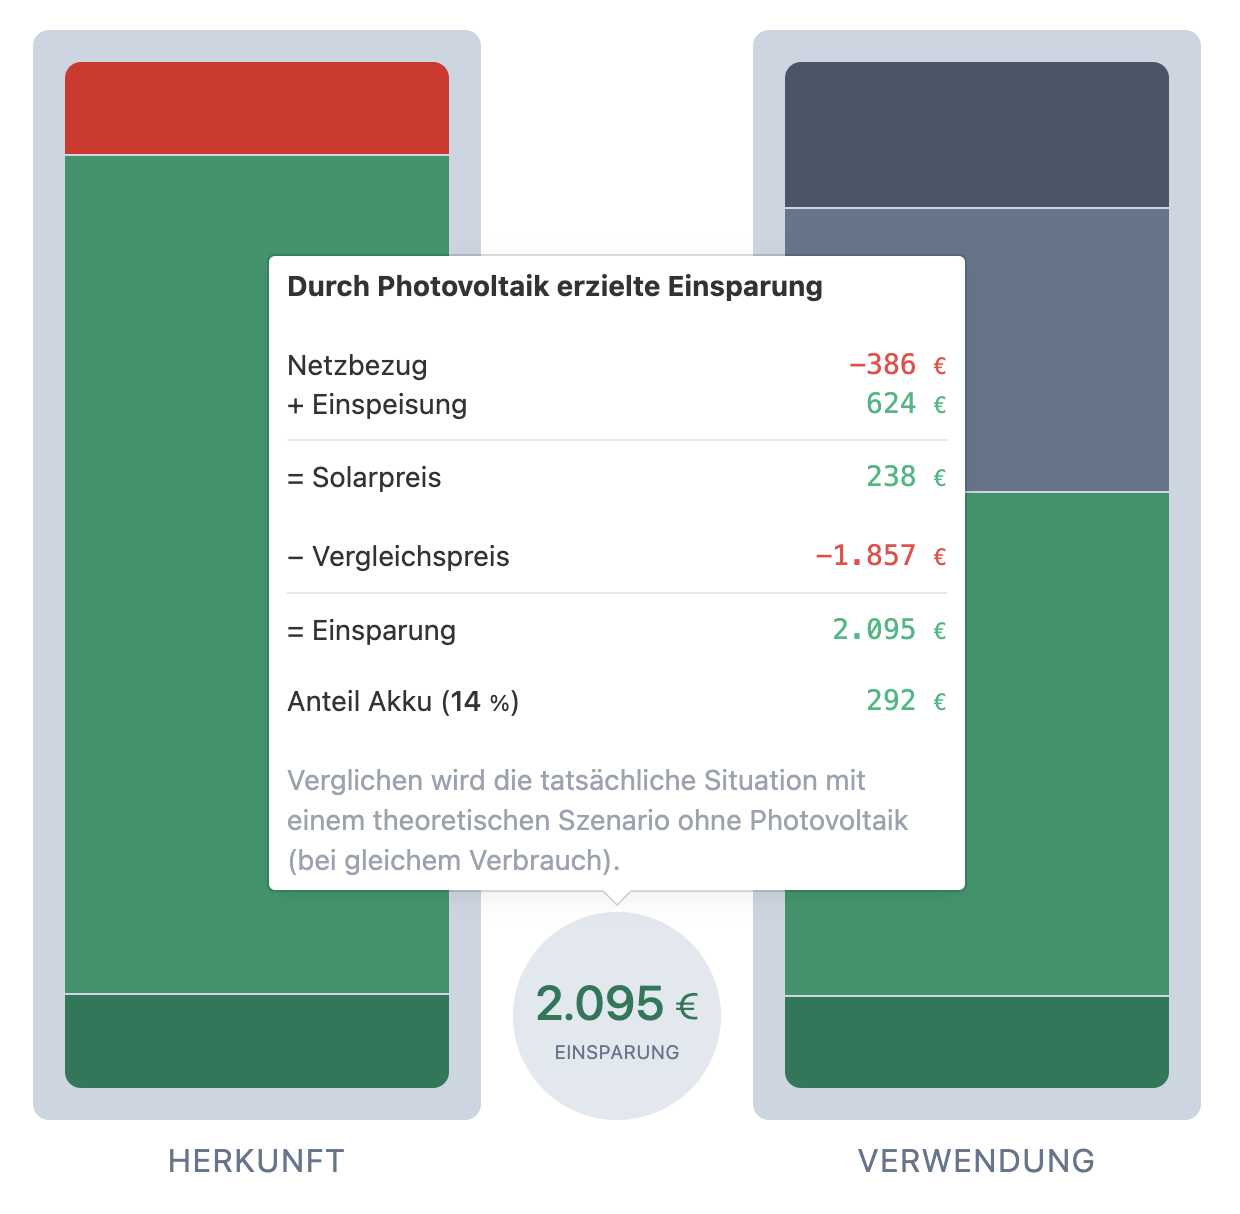 Durch Photovoltaik erzielte Einsparung
Netzbezug −386 €
+ Einspeisung 624 €
= Solarpreis 238 €
− Vergleichspreis −1.857 €
= Einsparung 2.095 €
Anteil Akku (14 %) 292 €
Verglichen wird die tatsächliche Situation mit
einem theoretischen Szenario ohne Photovoltaik
(bei gleichem Verbrauch).
2.095 €
EINSPARUNG
HERKUNFT
VERWENDUNG